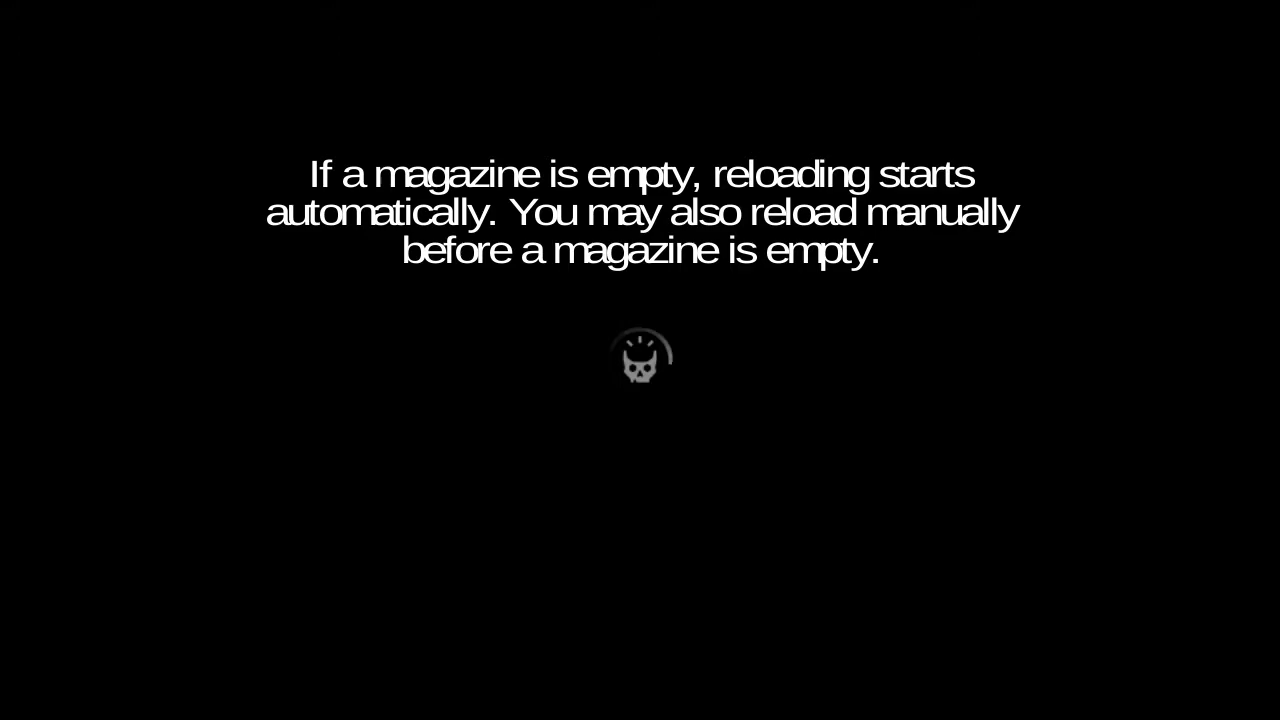 If a magazine is empty, reloading starts
automatically. You may also reload manually
before a magazine is empty.